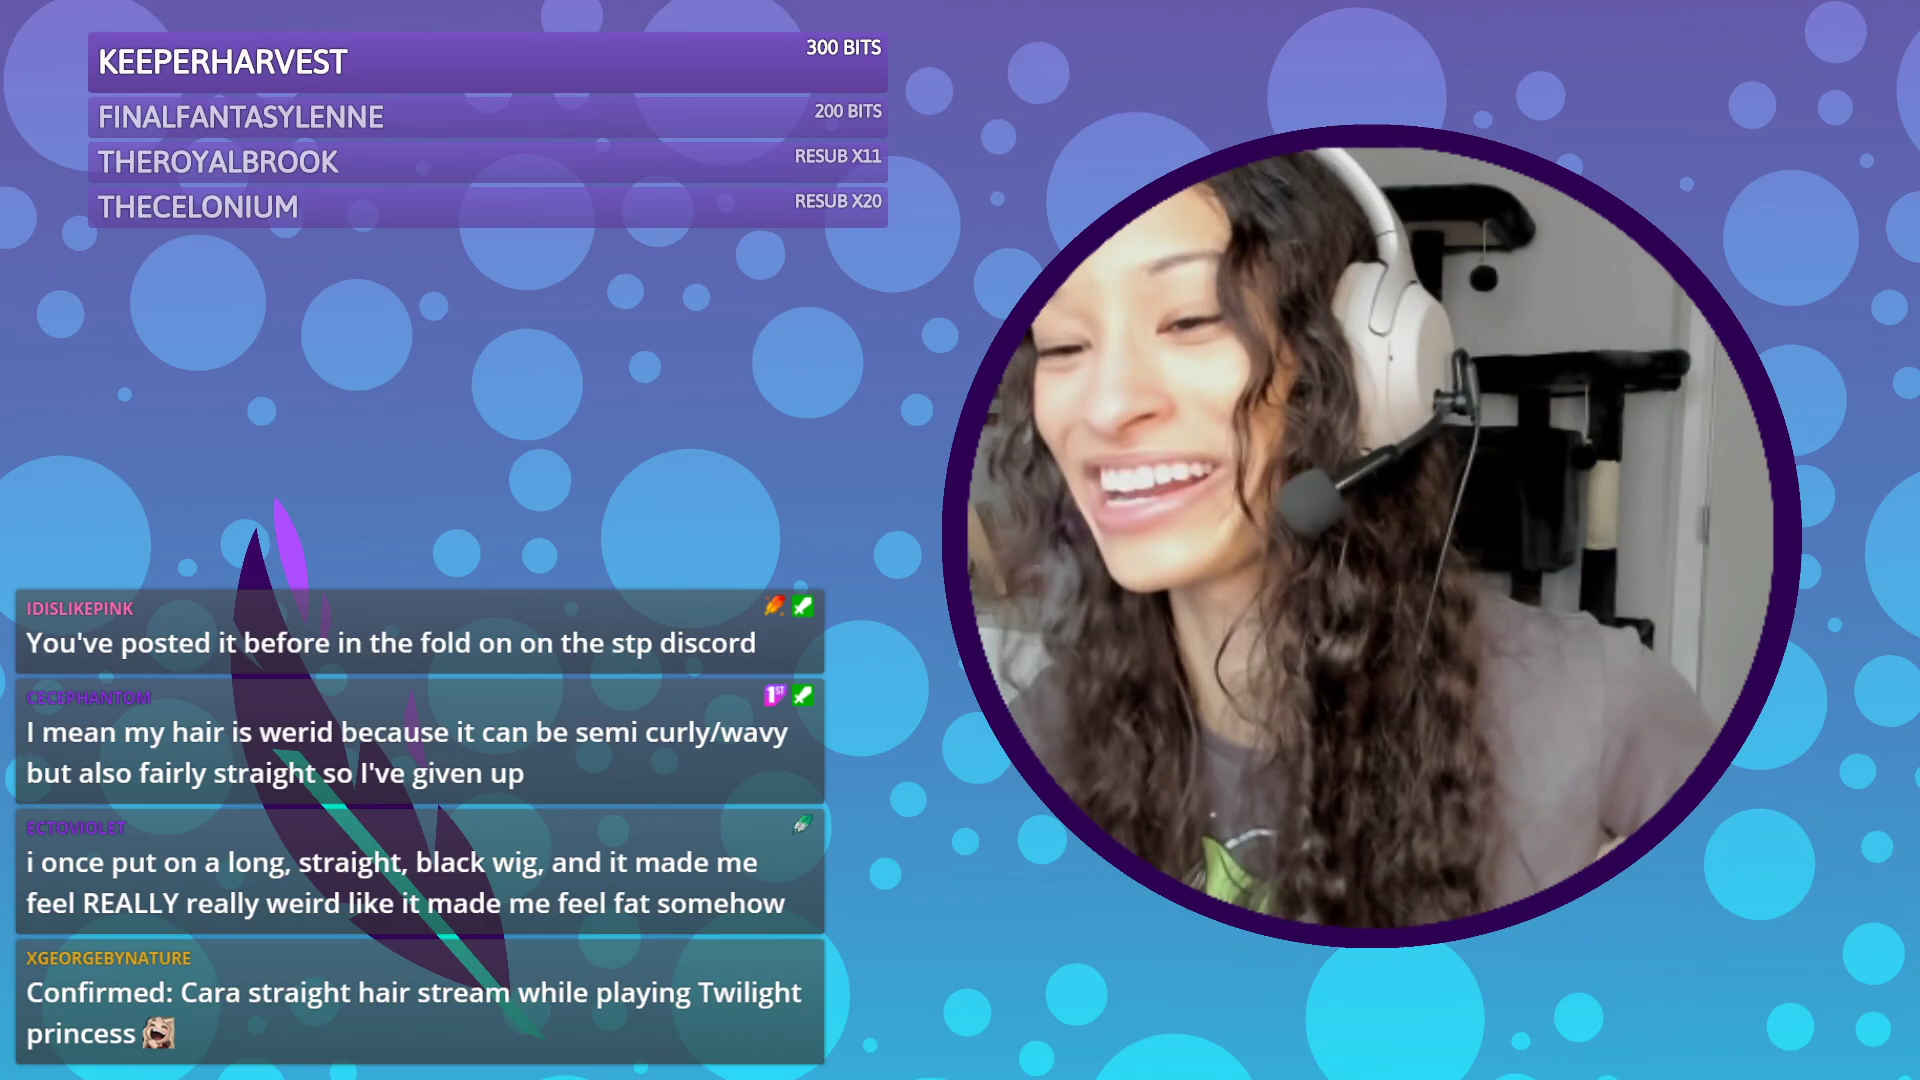 KEEPERHARVEST 300 BITS
FINALFANTASYLENNE 200 BITS
THEROYALBROOK RESUB X11
THECELONIUM RESUB X20
IDISLIKEPINK
You've posted it before in the fold on on the stp discord
CECEPHANTOM 1ST
I mean my hair is werid because it can be semi curly/wavy
but also fairly straight so I've given up
ECTOVIOLET
i once put on a long, straight, black wig, and it made me
feel REALLY really weird like it made me feel fat somehow
XGEORGEBYNATURE
Confirmed: Cara straight hair stream while playing Twilight
princess